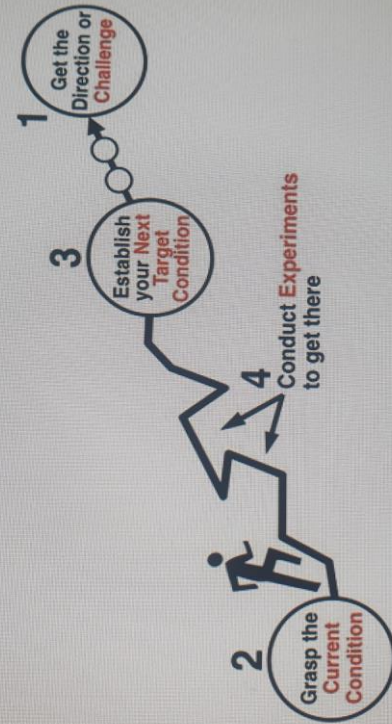 1
Get the
Direction or
Challenge
2
Grasp the
Current
Condition
3
Establish
your Next
Target
Condition
4
Conduct Experiments
to get there